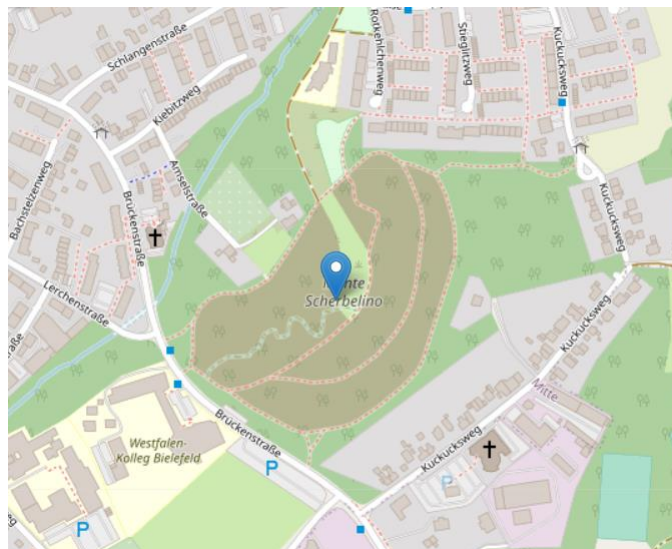 Schlangenstraße
Rotkehlchenweg
Stieglitzweg
Kuckucksweg
Kiebitzweg
Amselstraße
Bachstelzenweg
Brückenstraße
Kuckucksweg
Lerchenstraße
Scherbelino
Kuckucksweg
Mitte
Brückenstraße
Westfalen-
Kolleg Bielefeld
P
Kuckucksweg
P
P